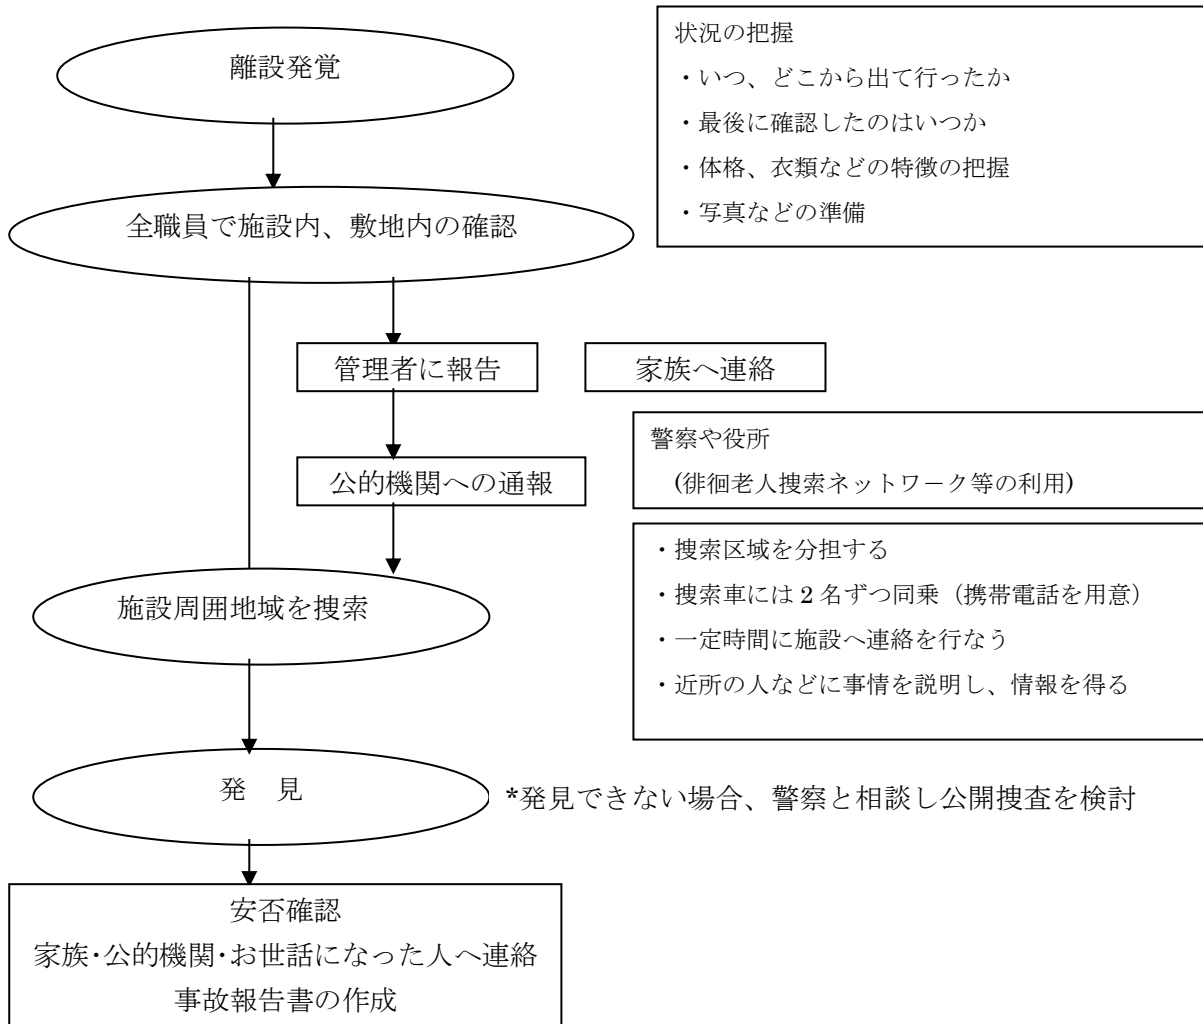 離設発覚
状況の把握
・いつ、どこから出て行ったか
・最後に確認したのはいつか
・体格、衣類などの特徴の把握
・写真などの準備
全職員で施設内、敷地内の確認
管理者に報告
家族へ連絡
公的機関への通報
警察や役所
(徘徊老人捜索ネットワーク等の利用)
施設周囲地域を捜索
・捜索区域を分担する
・捜索車には 2 名ずつ同乗（携帯電話を用意）
・一定時間に施設へ連絡を行なう
・近所の人などに事情を説明し、情報を得る
発　見
*発見できない場合、警察と相談し公開捜査を検討
安否確認
家族･公的機関･お世話になった人へ連絡
事故報告書の作成